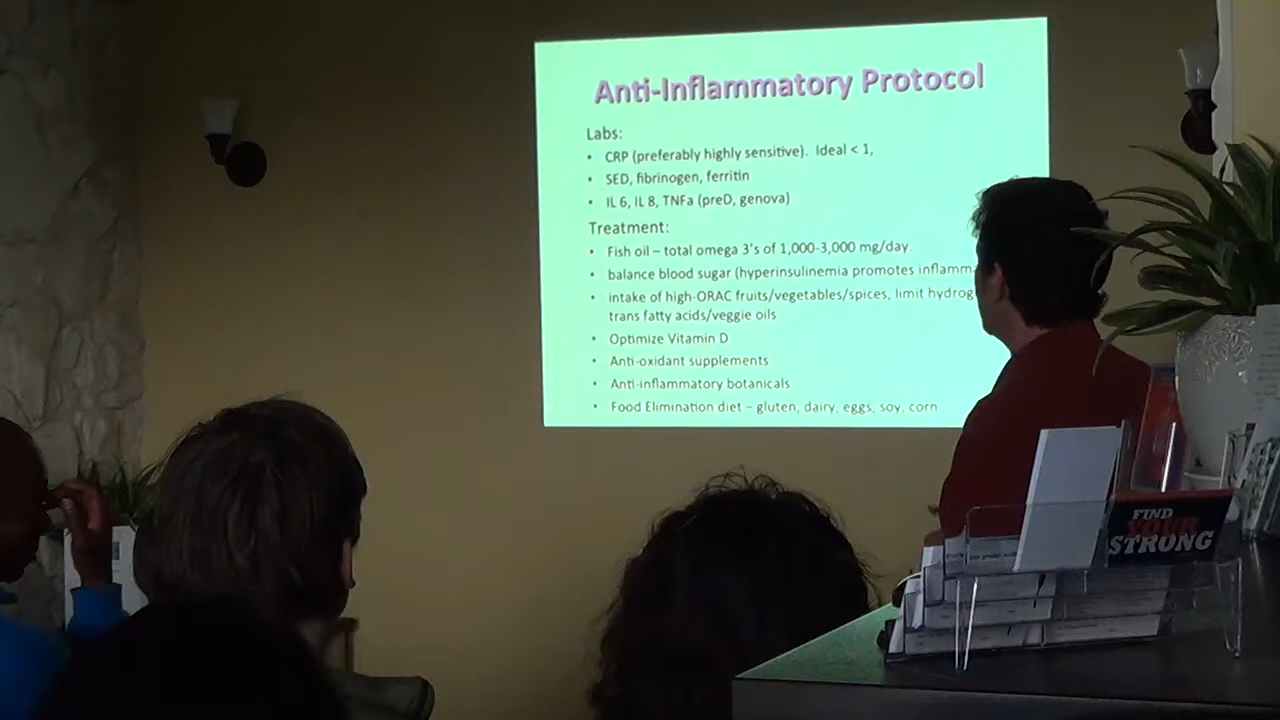 Anti-Inflammatory Protocol
Labs:
• CRP (preferably highly sensitive). Ideal < 1,
• SED, fibrinogen, ferritin
• IL 6, IL 8, TNFa (preD, genova)
Treatment:
• Fish oil – total omega 3's of 1,000-3,000 mg/day.
• balance blood sugar (hyperinsulinemia promotes inflamm
• intake of high-ORAC fruits/vegetables/spices, limit hydrog
trans fatty acids/veggie oils
• Optimize Vitamin D
• Anti-oxidant supplements
• Anti-inflammatory botanicals
• Food Elimination diet – gluten, dairy, eggs, soy, corn
FIND
YOUR
STRONG